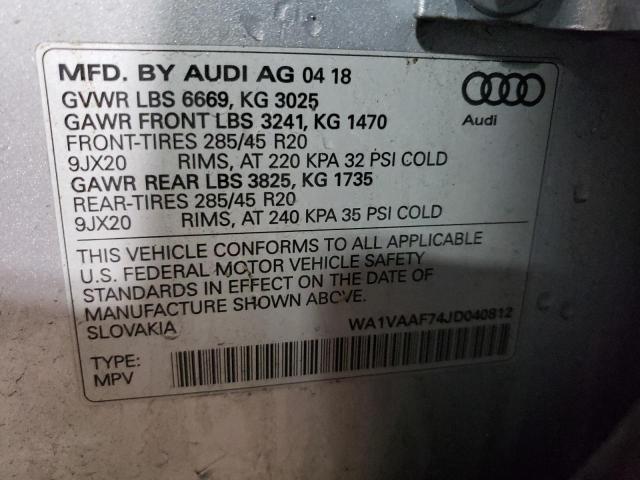 MFD. BY AUDI AG 04 18
GVWR LBS 6669, KG 3025
GAWR FRONT LBS 3241, KG 1470
FRONT-TIRES 285/45 R20
9JX20 RIMS, AT 220 KPA 32 PSI COLD
GAWR REAR LBS 3825, KG 1735
REAR-TIRES 285/45 R20
9JX20 RIMS, AT 240 KPA 35 PSI COLD
Audi
THIS VEHICLE CONFORMS TO ALL APPLICABLE
U.S. FEDERAL MOTOR VEHICLE SAFETY
STANDARDS IN EFFECT ON THE DATE OF
MANUFACTURE SHOWN ABOVE.
SLOVAKIA WA1VAAF74JD040812
TYPE:
MPV